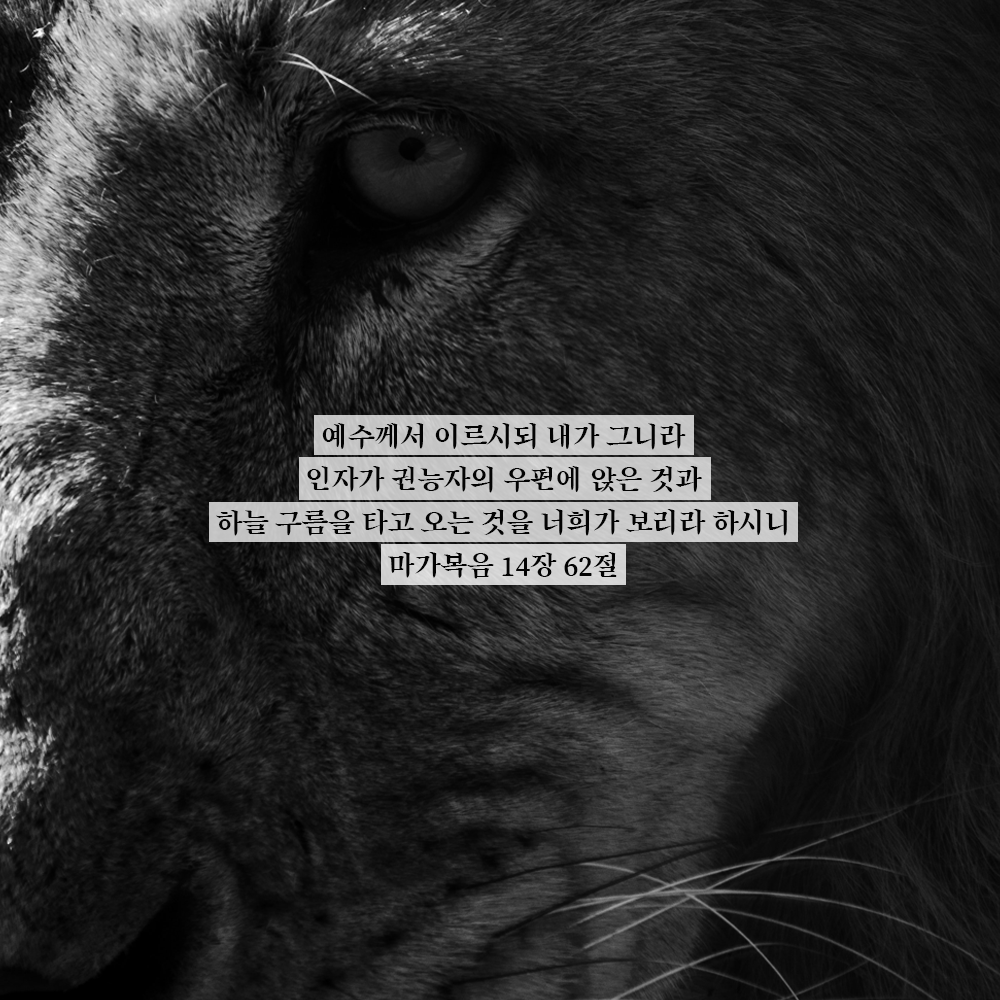 예수께서 이르시되 내가 그니라
인자가 권능자의 우편에 앉은 것과
하늘 구름을 타고 오는 것을 너희가 보리라 하시니
마가복음 14장 62절